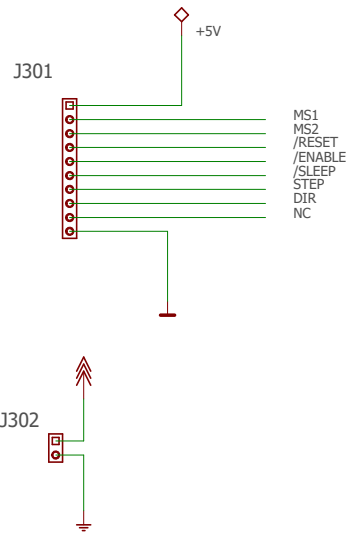 +5V
J301
MS1
MS2
/RESET
/ENABLE
/SLEEP
STEP
DIR
NC
J302